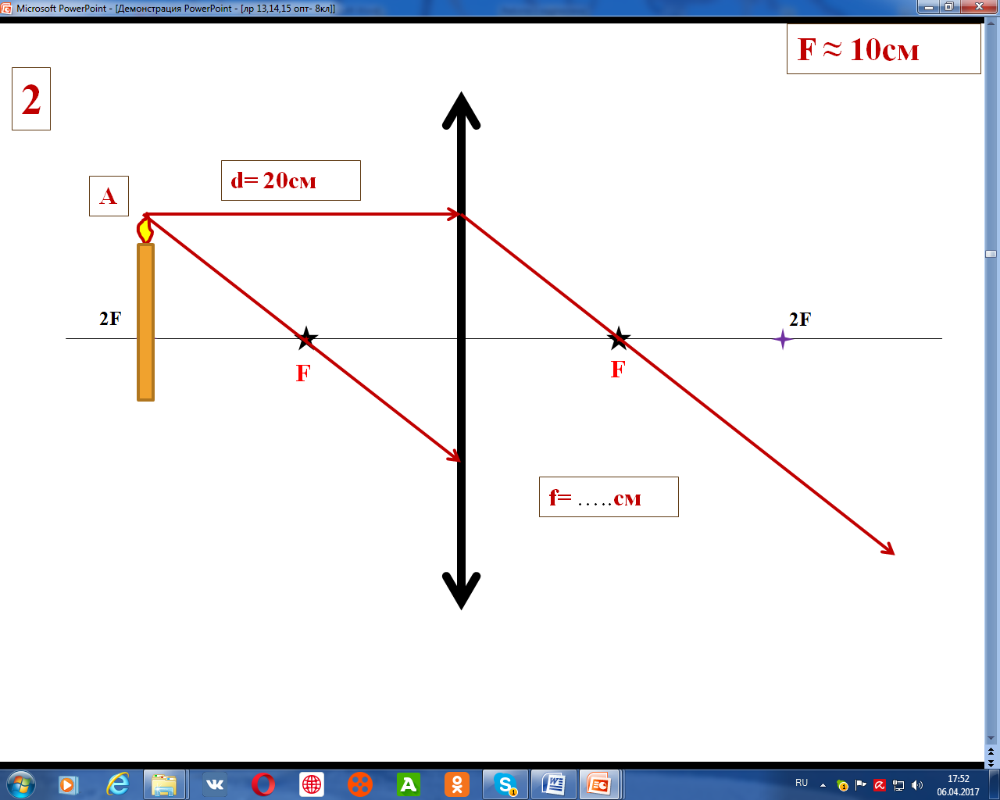 Microsoft PowerPoint - [Демонстрация PowerPoint - [лр 13,14,15 опт- 8кл]]
F ≈ 10см
2
d= 20см
A
2F
2F
F
F
f= .....см
RU
17:52
06.04.2017